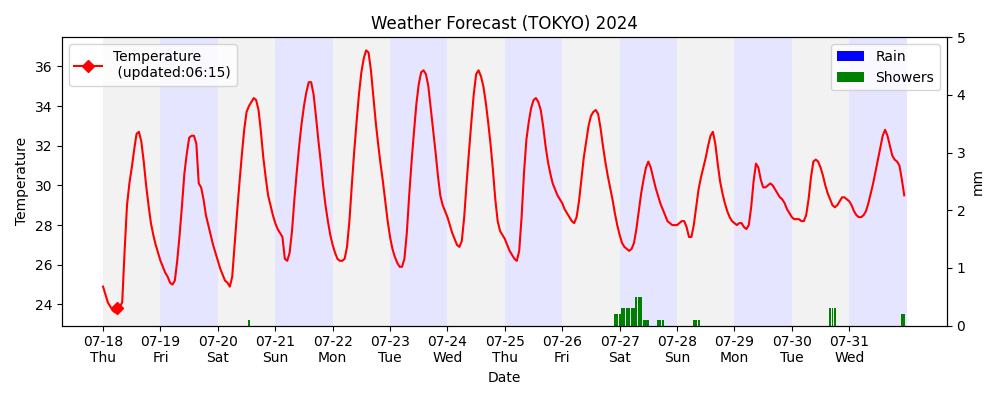 Weather Forecast (TOKYO) 2024
Temperature
(updated:06:15)
Rain
Showers
Temperature
36
34
32
30
28
26
24
5
4
3
2
1
0
mm
07-18 07-19 07-20 07-21 07-22 07-23 07-24 07-25 07-26 07-27 07-28 07-29 07-30 07-31
Thu Fri Sat Sun Mon Tue Wed Thu Fri Sat Sun Mon Tue Wed
Date